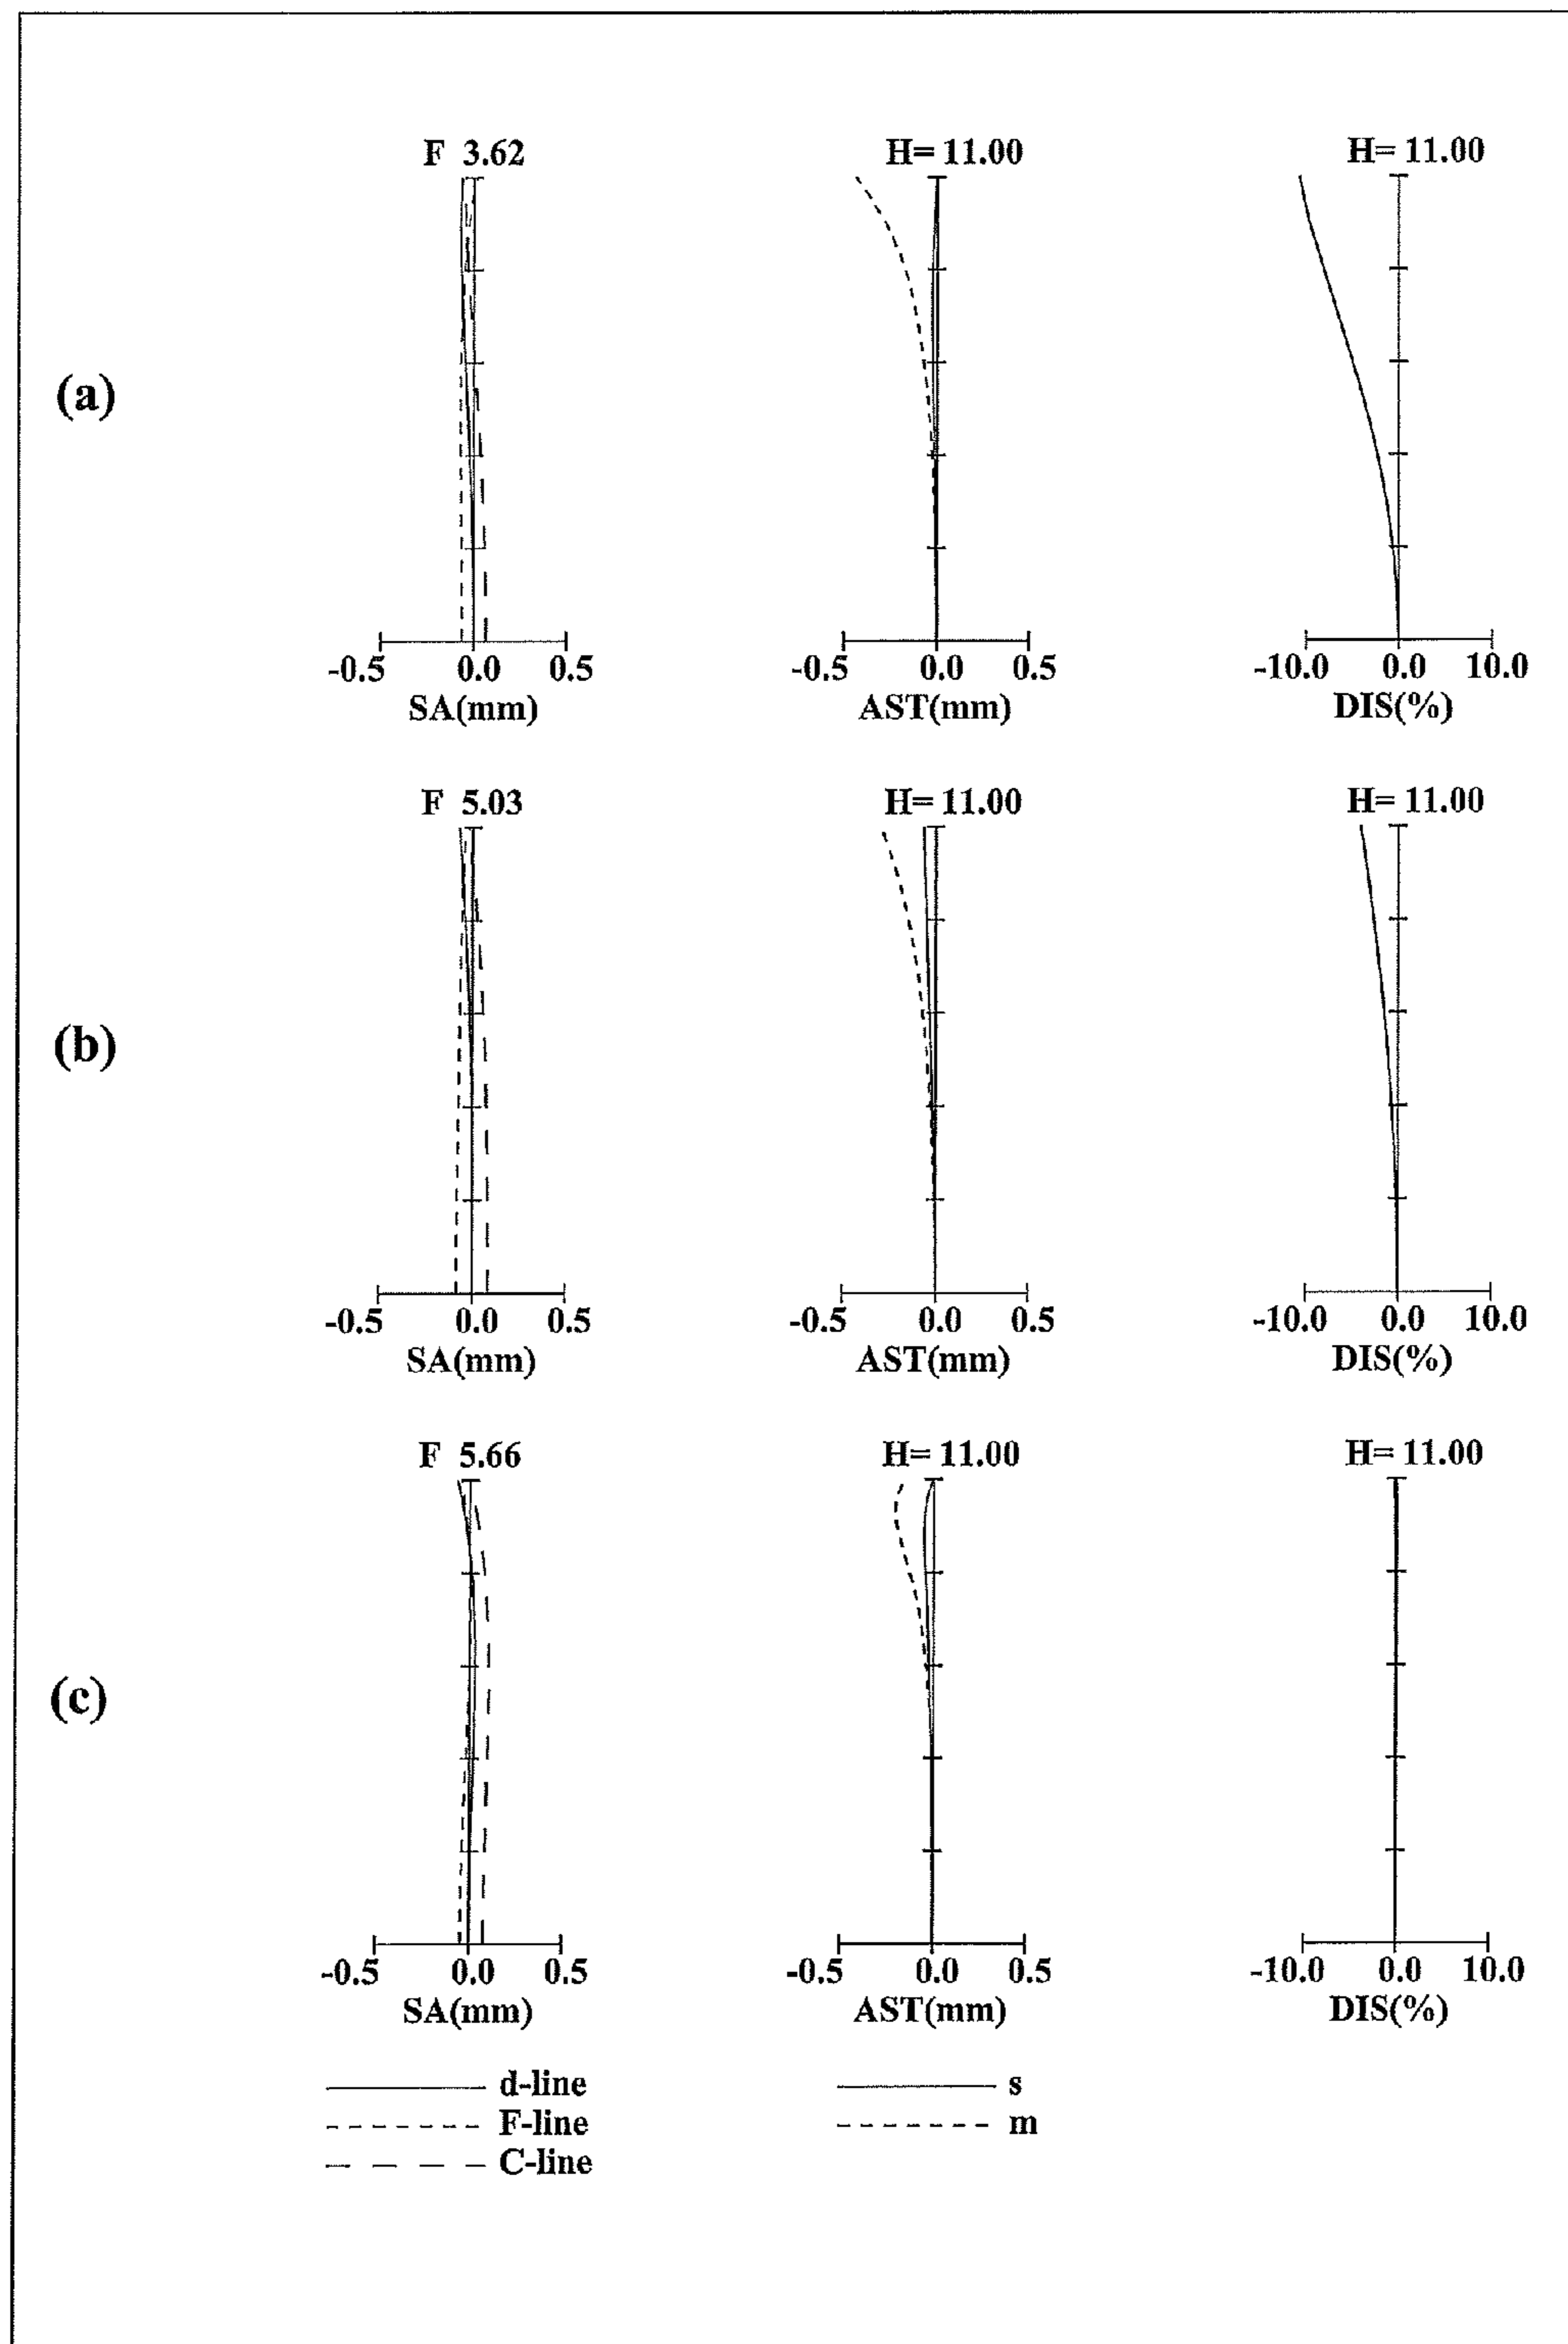 F 3.62
H= 11.00
H= 11.00
(a)
-0.5 0.0 0.5
-0.5 0.0 0.5
-10.0 0.0 10.0
SA(mm)
AST(mm)
DIS(%)
F 5.03
H= 11.00
H= 11.00
(b)
-0.5 0.0 0.5
-0.5 0.0 0.5
-10.0 0.0 10.0
SA(mm)
AST(mm)
DIS(%)
F 5.66
H= 11.00
H= 11.00
(c)
-0.5 0.0 0.5
-0.5 0.0 0.5
-10.0 0.0 10.0
SA(mm)
AST(mm)
DIS(%)
d-line
F-line
C-line
s
m